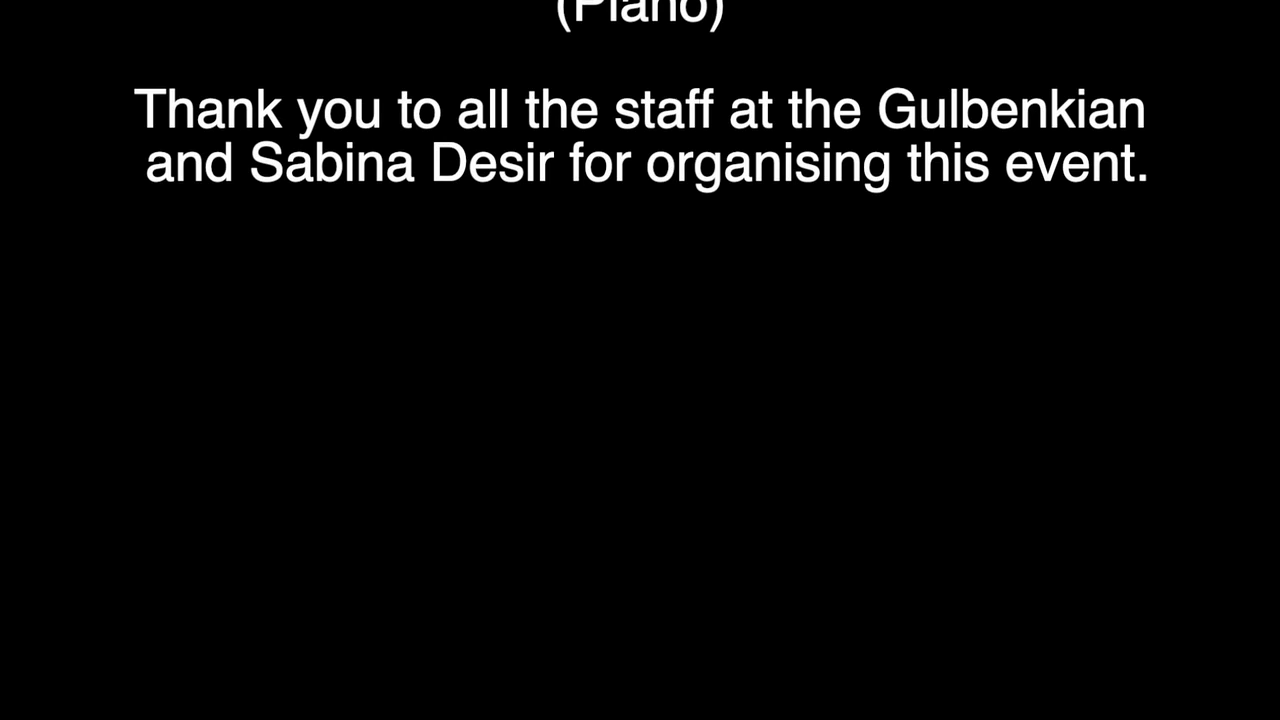 (Piano)
Thank you to all the staff at the Gulbenkian
and Sabina Desir for organising this event.